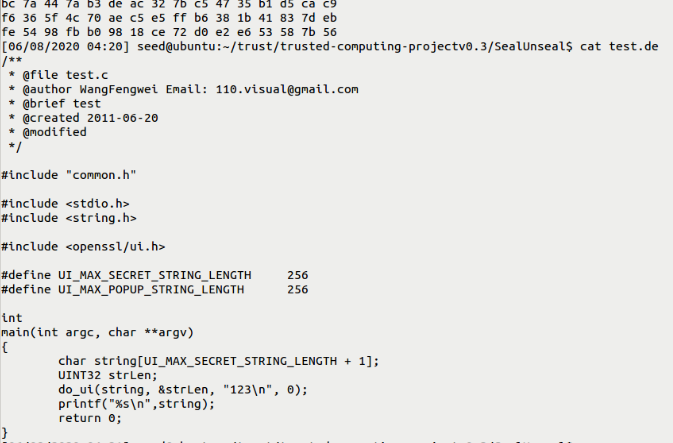 bc 7a 44 7a b3 de ac 32 7b c5 47 35 b1 d5 ca c9
f6 36 5f 4c 70 ae c5 e5 ff b6 38 1b 41 83 7d eb
fe 54 98 fb b0 98 18 ce 72 d0 e2 e6 53 58 7b 56
[06/08/2020 04:20] seed@ubuntu:~/trust/trusted-computing-projectv0.3/SealUnseal$ cat test.de
/**
 * @file test.c
 * @author WangFengwei Email: 110.visual@gmail.com
 * @brief test
 * @created 2011-06-20
 * @modified
 */
#include "common.h"
#include <stdio.h>
#include <string.h>
#include <openssl/ui.h>
#define UI_MAX_SECRET_STRING_LENGTH     256
#define UI_MAX_POPUP_STRING_LENGTH      256
int
main(int argc, char **argv)
{
        char string[UI_MAX_SECRET_STRING_LENGTH + 1];
        UINT32 strLen;
        do_ui(string, &strLen, "123\n", 0);
        printf("%s\n",string);
        return 0;
}